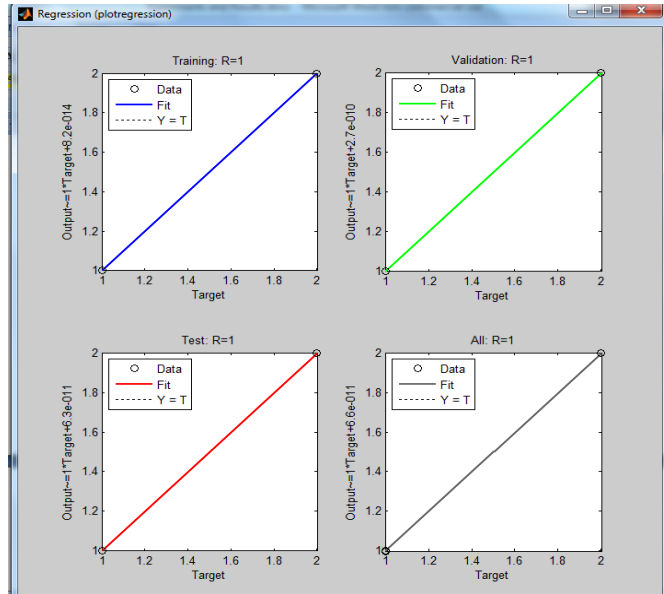 Regression (plotregression)
Training: R=1
Output~=1*Target+8.2e-014
2
1.8
1.6
1.4
1.2
1
Data
Fit
Y = T
1 1.2 1.4 1.6 1.8 2
Target
Validation: R=1
Output~=1*Target+2.7e-010
2
1.8
1.6
1.4
1.2
1
Data
Fit
Y = T
1 1.2 1.4 1.6 1.8 2
Target
Test: R=1
Output~=1*Target+6.3e-011
2
1.8
1.6
1.4
1.2
1
Data
Fit
Y = T
1 1.2 1.4 1.6 1.8 2
Target
All: R=1
Output~=1*Target+6.6e-011
2
1.8
1.6
1.4
1.2
1
Data
Fit
Y = T
1 1.2 1.4 1.6 1.8 2
Target